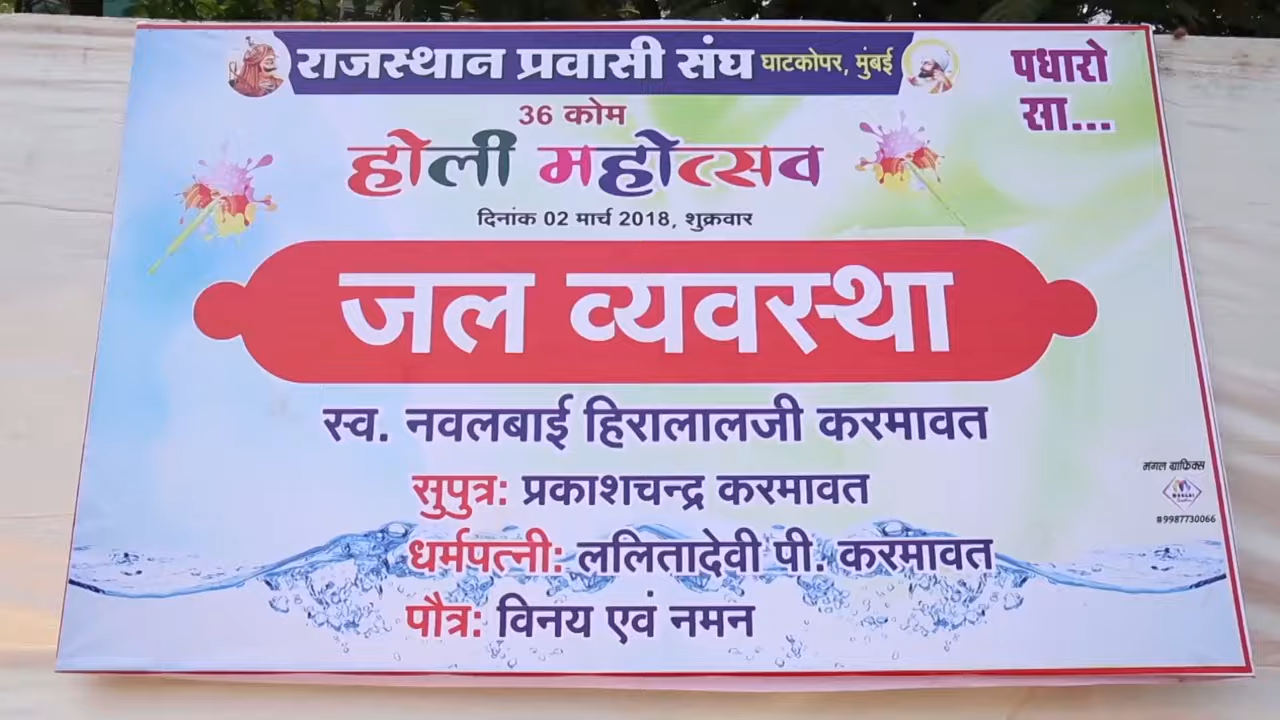 राजस्थान प्रवासी संघ घाटकोपर, मुंबई
पधारो
सा...
36 कोम
होली महोत्सव
दिनांक 02 मार्च 2018, शुक्रवार
जल व्यवस्था
स्व. नवलबाई हिरालालजी करमावत
सुपुत्र: प्रकाशचन्द्र करमावत
धर्मपत्नी: ललितादेवी पी. करमावत
पौत्र: विनय एवं नमन
मंगल ग्राफिक्स
#9987730066